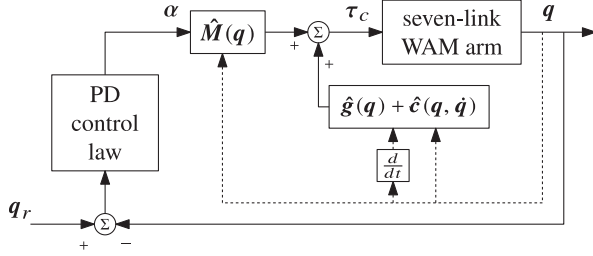 α
M̂(q)
+
Σ
τ_c
seven-link
WAM arm
q
+
ĝ(q) + ĉ(q, q̇)
PD
control
law
d/dt
q_r
+
Σ
−